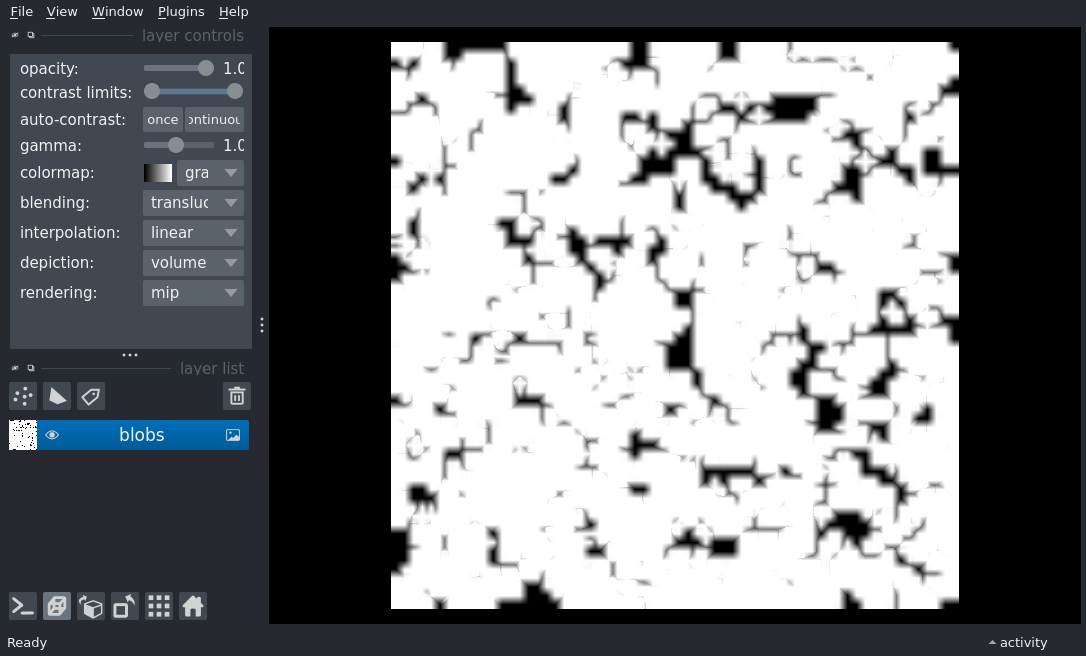 File View Window Plugins Help
layer controls
opacity: 1.0
contrast limits:
auto-contrast: once ontinuou
gamma: 1.0
colormap: gra
blending: transluc
interpolation: linear
depiction: volume
rendering: mip
layer list
blobs
Ready activity